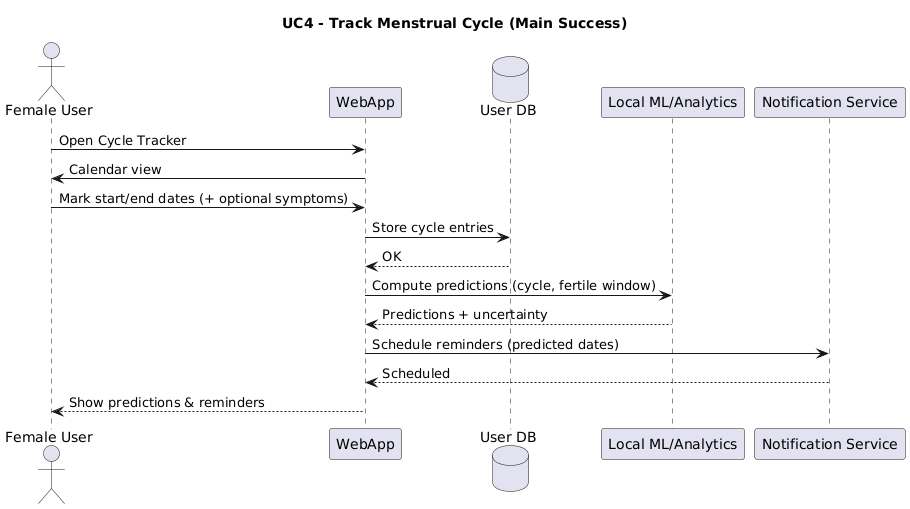 UC4 - Track Menstrual Cycle (Main Success)
Female User
WebApp
User DB
Local ML/Analytics
Notification Service
Open Cycle Tracker
Calendar view
Mark start/end dates (+ optional symptoms)
Store cycle entries
OK
Compute predictions (cycle, fertile window)
Predictions + uncertainty
Schedule reminders (predicted dates)
Scheduled
Show predictions & reminders
Female User
WebApp
User DB
Local ML/Analytics
Notification Service